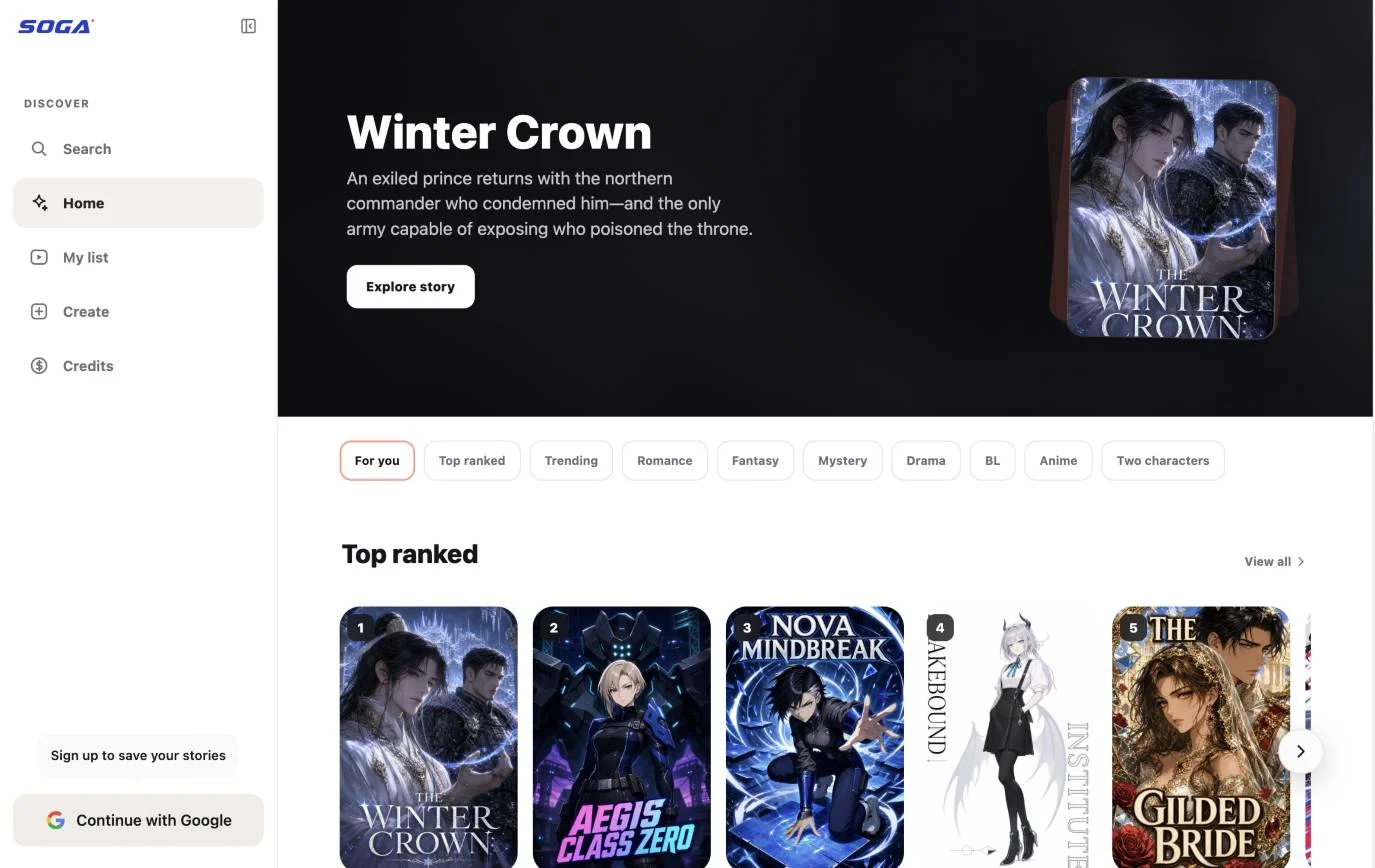 SOGA
DISCOVER
Search
Home
My list
Create
Credits
Sign up to save your stories
Continue with Google
Winter Crown
An exiled prince returns with the northern
commander who condemned him—and the only
army capable of exposing who poisoned the throne.
Explore story
THE
WINTER
CROWN
For you
Top ranked
Trending
Romance
Fantasy
Mystery
Drama
BL
Anime
Two characters
Top ranked
View all
1
THE
WINTER
CROWN
2
AEGIS
CLASS ZERO
3
NOVA
MINDBREAK
4
AKEBOUND
INSTITUTE
5
THE
GILDED
BRIDE